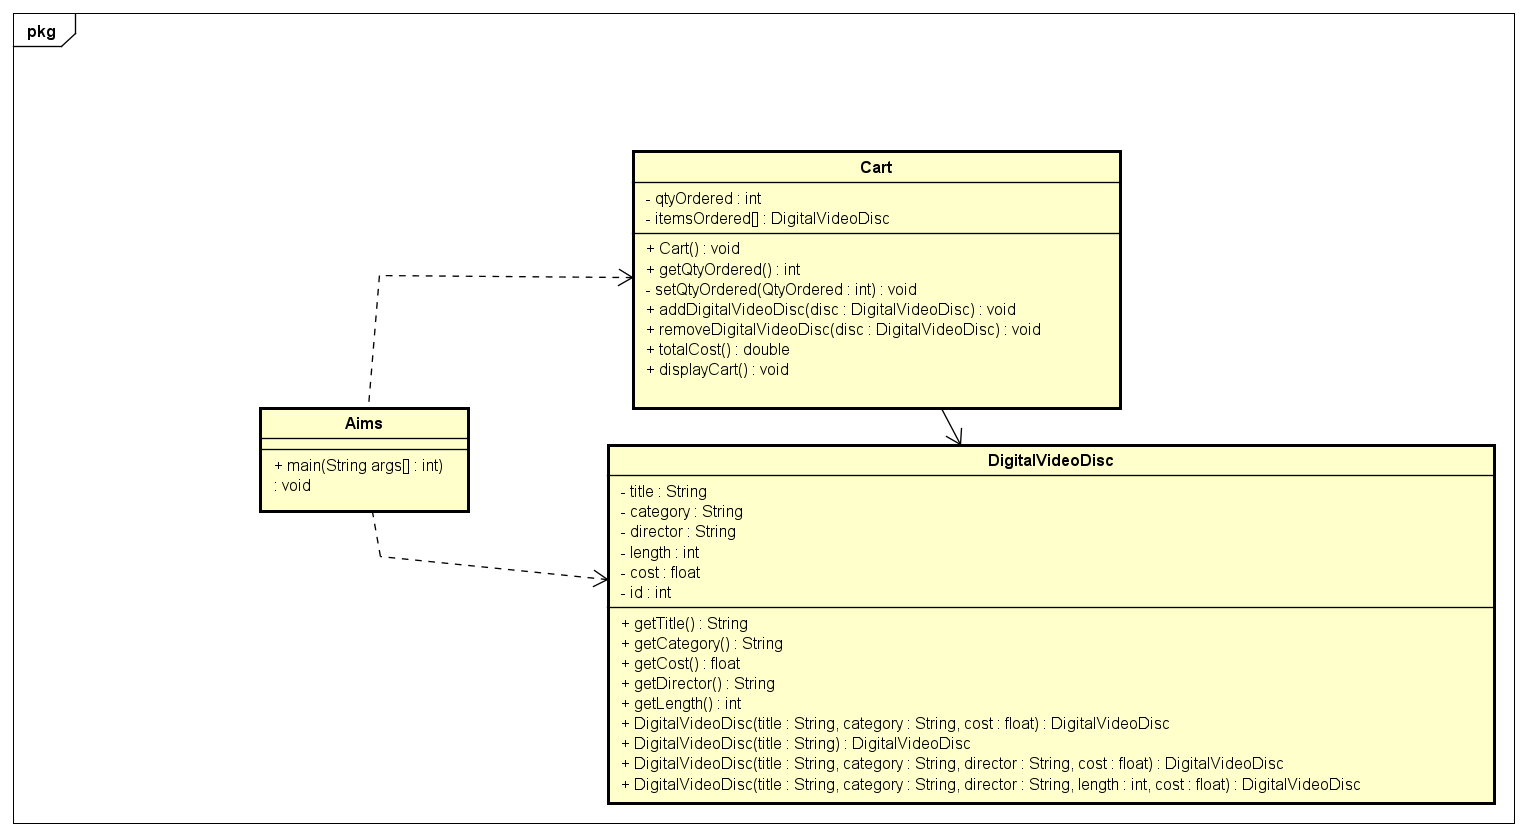 pkg
Cart
- qtyOrdered : int
- itemsOrdered[] : DigitalVideoDisc
+ Cart() : void
+ getQtyOrdered() : int
- setQtyOrdered(QtyOrdered : int) : void
+ addDigitalVideoDisc(disc : DigitalVideoDisc) : void
+ removeDigitalVideoDisc(disc : DigitalVideoDisc) : void
+ totalCost() : double
+ displayCart() : void
Aims
+ main(String args[] : int)
: void
DigitalVideoDisc
- title : String
- category : String
- director : String
- length : int
- cost : float
- id : int
+ getTitle() : String
+ getCategory() : String
+ getCost() : float
+ getDirector() : String
+ getLength() : int
+ DigitalVideoDisc(title : String, category : String, cost : float) : DigitalVideoDisc
+ DigitalVideoDisc(title : String) : DigitalVideoDisc
+ DigitalVideoDisc(title : String, category : String, director : String, cost : float) : DigitalVideoDisc
+ DigitalVideoDisc(title : String, category : String, director : String, length : int, cost : float) : DigitalVideoDisc